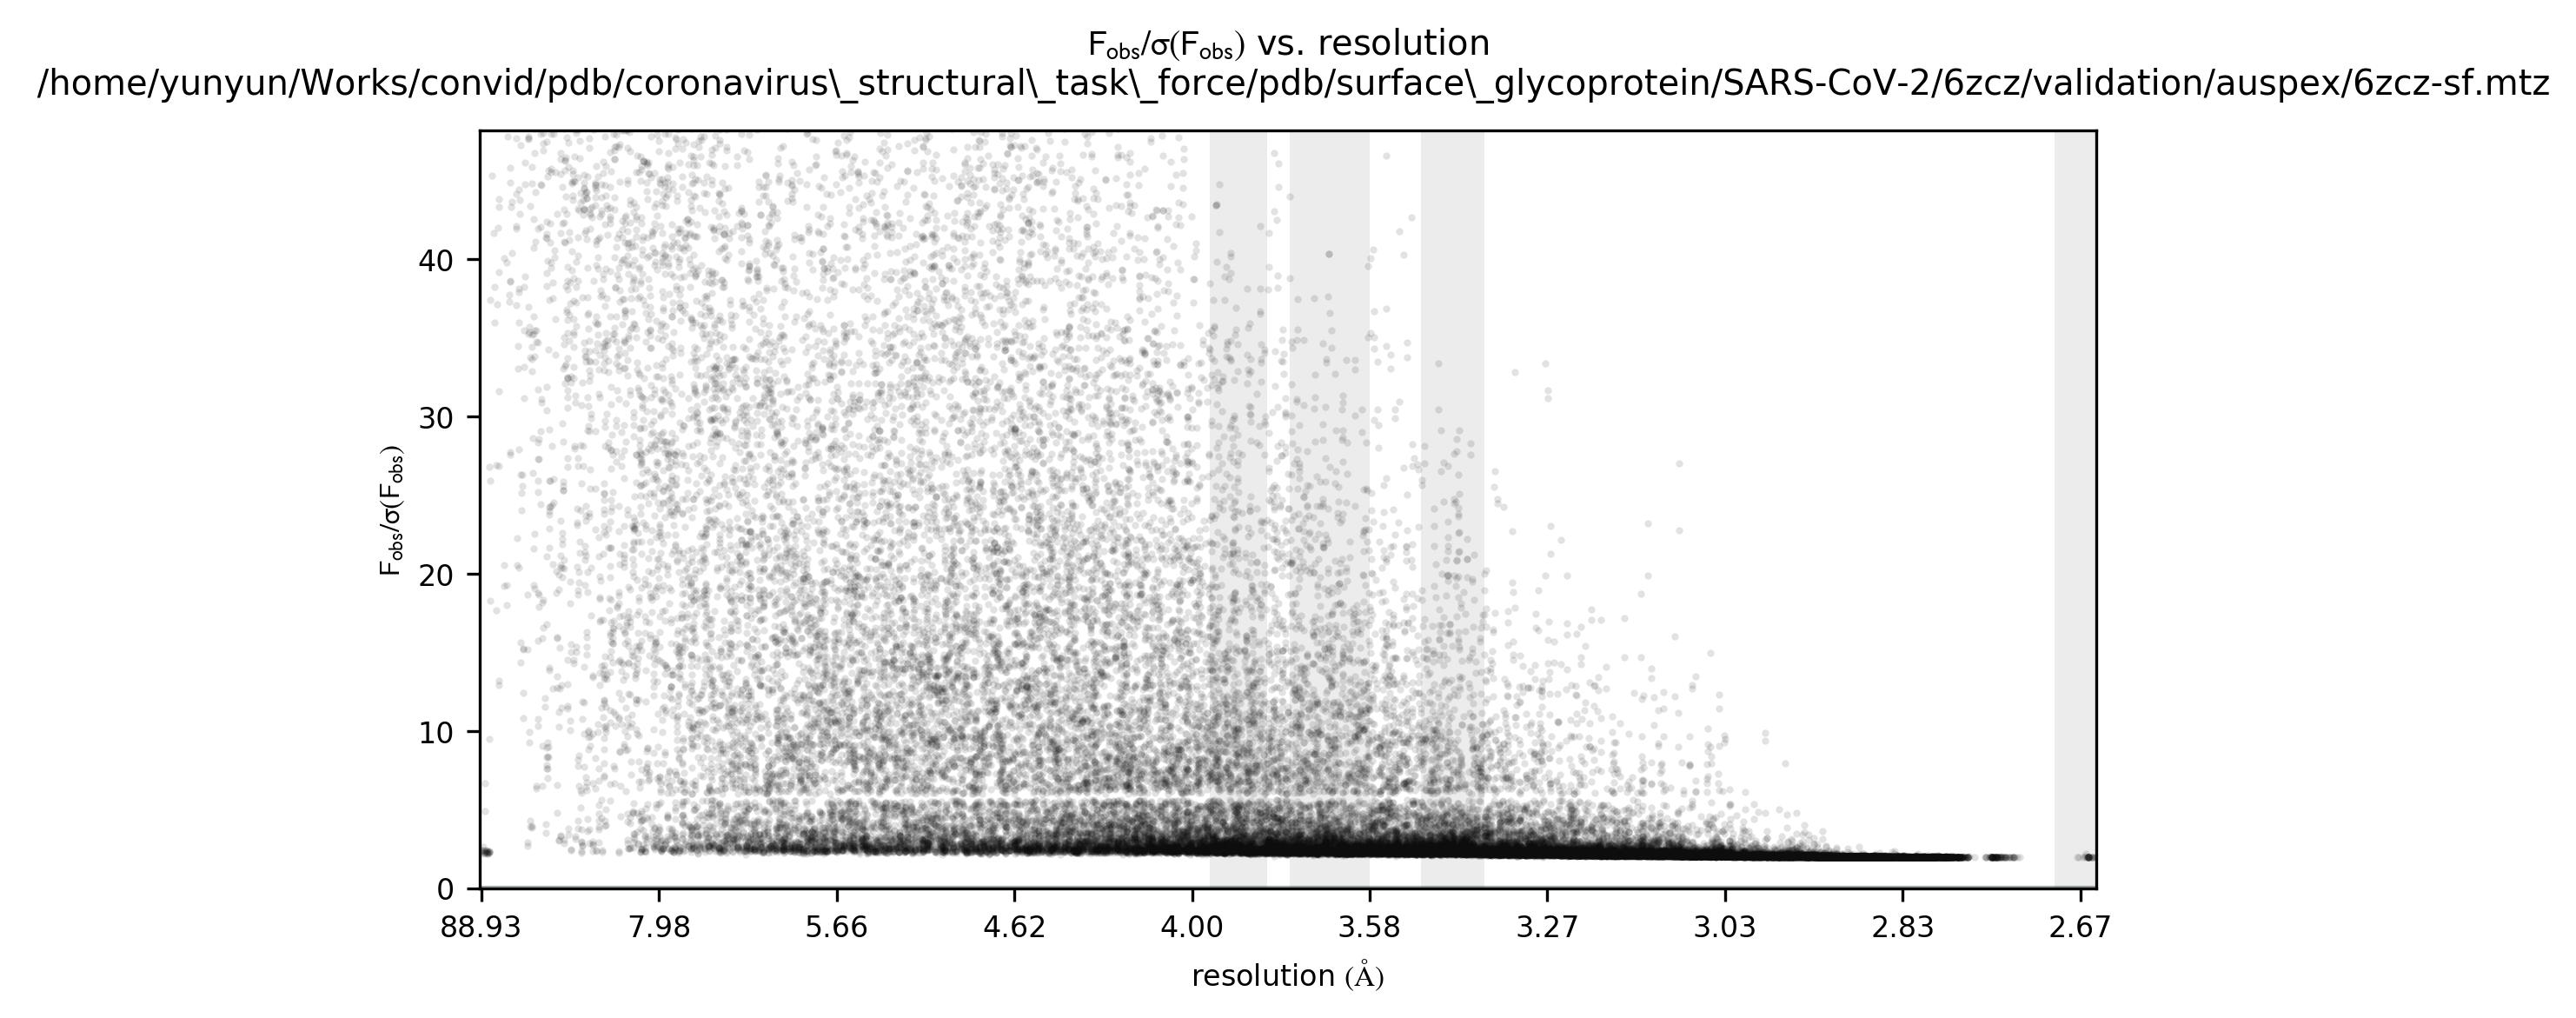 Fobs/σ(Fobs) vs. resolution
/home/yunyun/Works/convid/pdb/coronavirus\_structural\_task\_force/pdb/surface\_glycoprotein/SARS-CoV-2/6zcz/validation/auspex/6zcz-sf.mtz
Fobs/σ(Fobs)
40
30
20
10
0
88.93 7.98 5.66 4.62 4.00 3.58 3.27 3.03 2.83 2.67
resolution (Å)